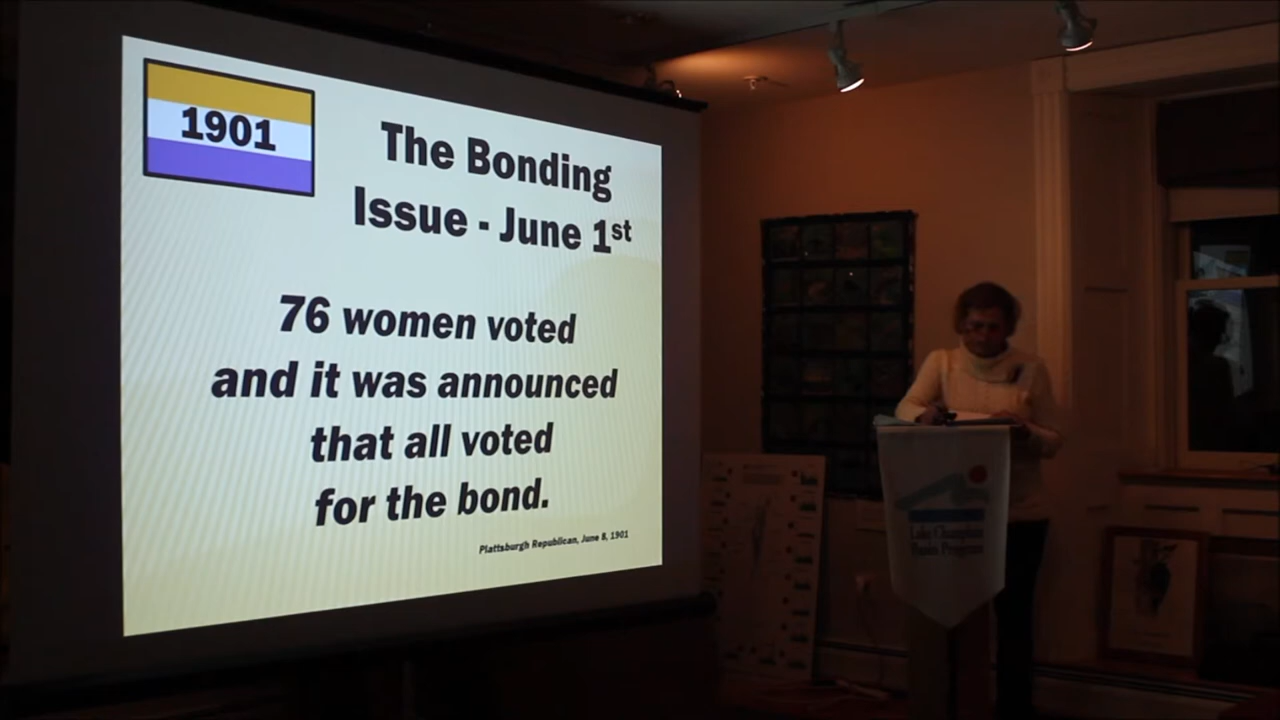 1901
The Bonding
Issue - June 1st
76 women voted
and it was announced
that all voted
for the bond.
Plattsburgh Republican, June 8, 1901
Lake Champlain
Basin Program